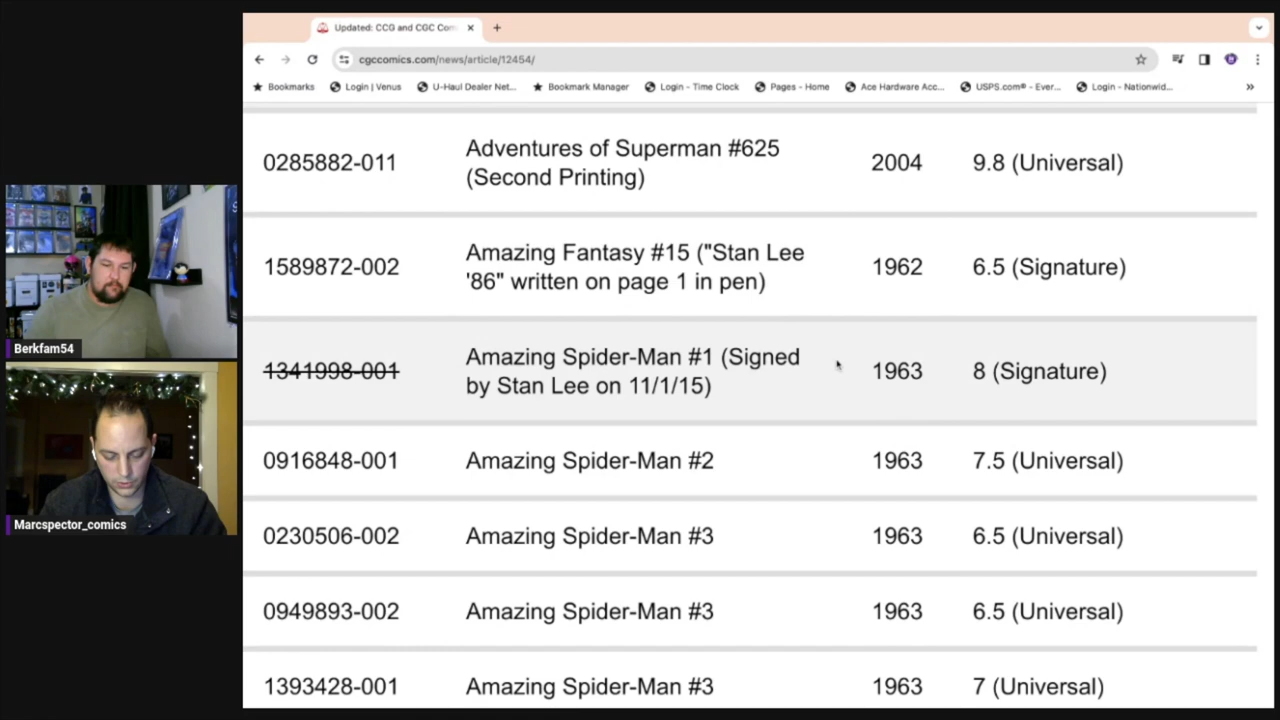 Updated: CCG and CGC Con
cgccomics.com/news/article/12454/
Bookmarks Login | Venus U-Haul Dealer Net... Bookmark Manager Login - Time Clock Pages - Home Ace Hardware Acc... USPS.com® - Ever... Login - Nationwid... »
0285882-011 Adventures of Superman #625 (Second Printing) 2004 9.8 (Universal)
1589872-002 Amazing Fantasy #15 ("Stan Lee '86" written on page 1 in pen) 1962 6.5 (Signature)
1341998-001 Amazing Spider-Man #1 (Signed by Stan Lee on 11/1/15) 1963 8 (Signature)
0916848-001 Amazing Spider-Man #2 1963 7.5 (Universal)
0230506-002 Amazing Spider-Man #3 1963 6.5 (Universal)
0949893-002 Amazing Spider-Man #3 1963 6.5 (Universal)
1393428-001 Amazing Spider-Man #3 1963 7 (Universal)
Berkfam54
Marcspector_comics